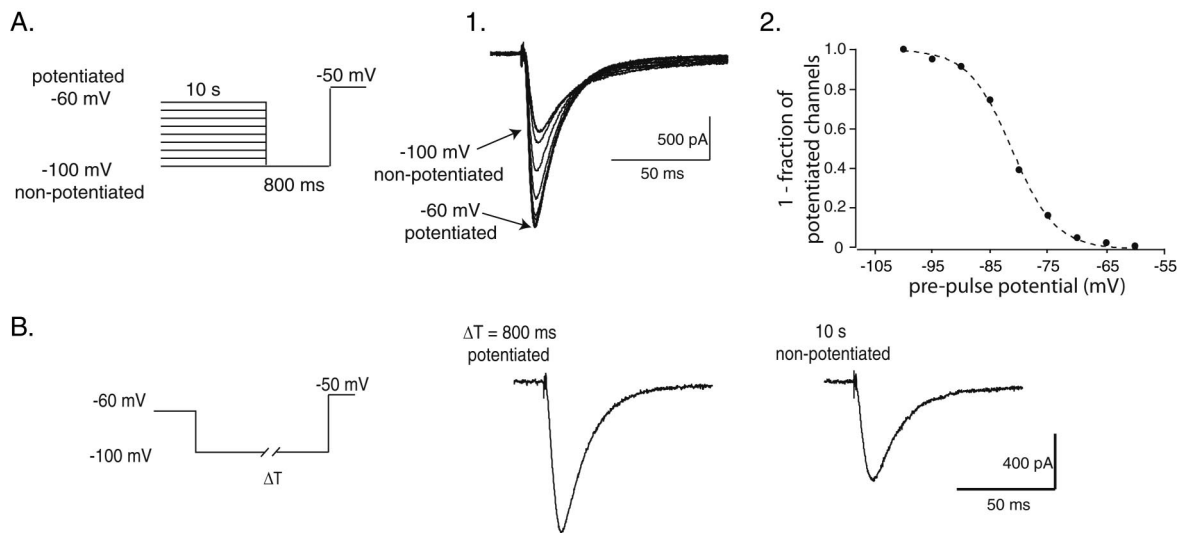 A.
potentiated
-60 mV
10 s
-50 mV
-100 mV
non-potentiated
800 ms
1.
-100 mV
non-potentiated
-60 mV
potentiated
500 pA
50 ms
2.
1 - fraction of
potentiated channels
1.0
0.8
0.6
0.4
0.2
0
-105
-95
-85
-75
-65
-55
pre-pulse potential (mV)
B.
-60 mV
-50 mV
-100 mV
ΔT
ΔT = 800 ms
potentiated
10 s
non-potentiated
400 pA
50 ms